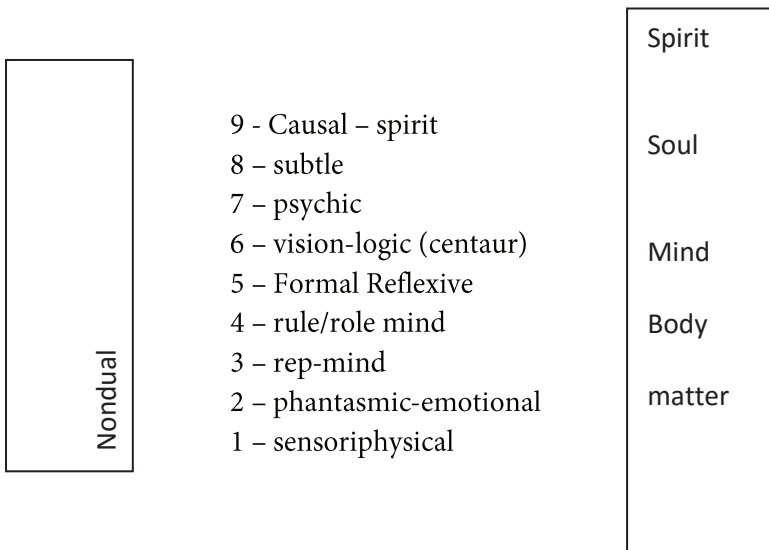 Nondual
9 - Causal – spirit
8 – subtle
7 – psychic
6 – vision-logic (centaur)
5 – Formal Reflexive
4 – rule/role mind
3 – rep-mind
2 – phantasmic-emotional
1 – sensoriphysical
Spirit
Soul
Mind
Body
matter